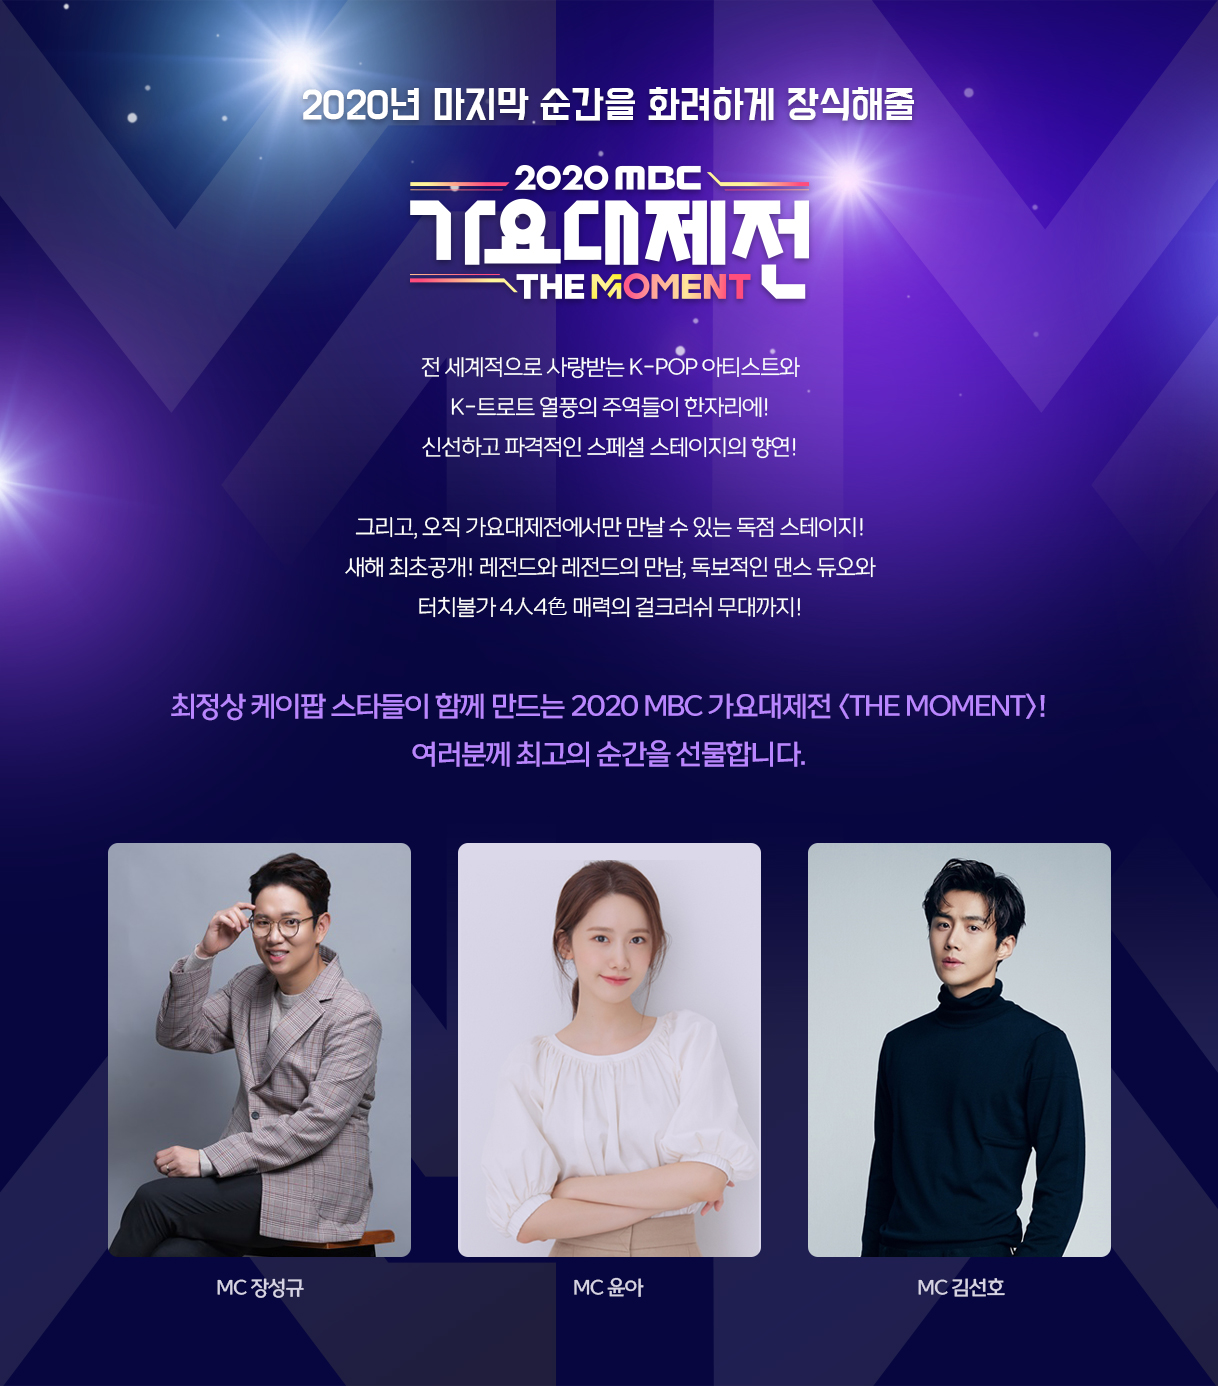 2020년 마지막 순간을 화려하게 장식해줄
2020 MBC
가요대제전
THE MOMENT
전 세계적으로 사랑받는 K-POP 아티스트와
K-트로트 열풍의 주역들이 한자리에!
신선하고 파격적인 스페셜 스테이지의 향연!
그리고, 오직 가요대제전에서만 만날 수 있는 독점 스테이지!
새해 최초공개! 레전드와 레전드의 만남, 독보적인 댄스 듀오와
터치불가 4人4色 매력의 걸크러쉬 무대까지!
최정상 케이팝 스타들이 함께 만드는 2020 MBC 가요대제전 〈THE MOMENT〉!
여러분께 최고의 순간을 선물합니다.
MC 장성규
MC 윤아
MC 김선호